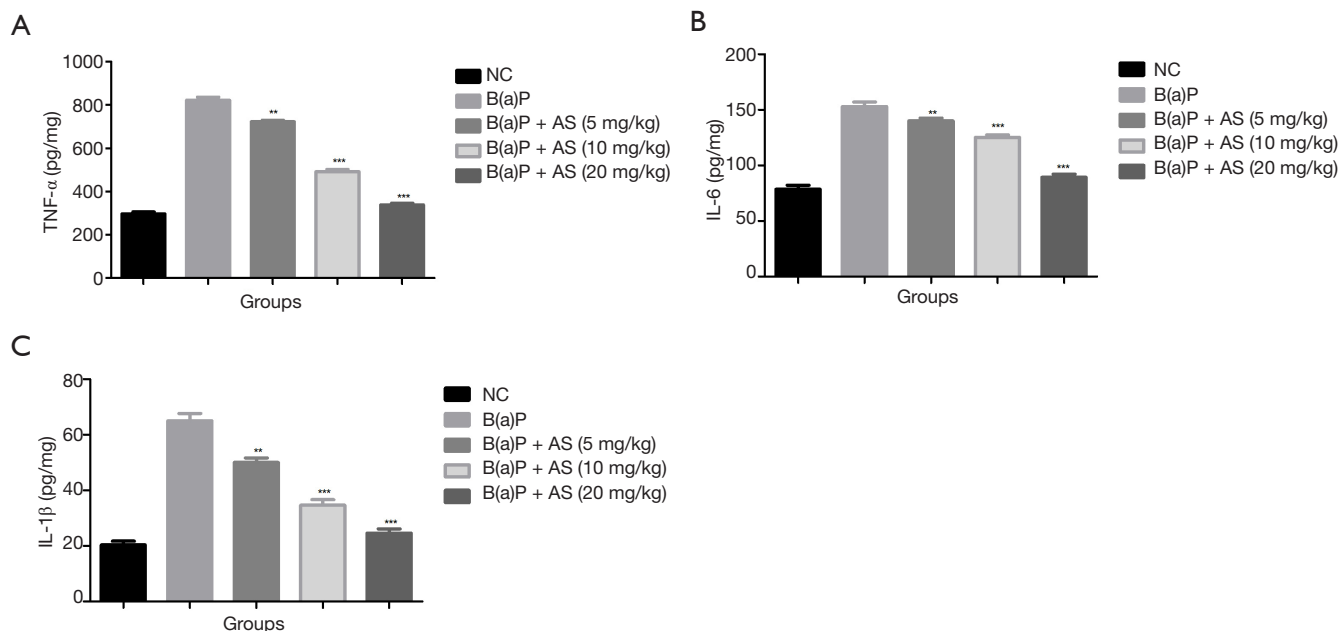 A
TNF-α (pg/mg)
1000
800
600
400
200
0
**
***
***
Groups
NC
B(a)P
B(a)P + AS (5 mg/kg)
B(a)P + AS (10 mg/kg)
B(a)P + AS (20 mg/kg)
B
IL-6 (pg/mg)
200
150
100
50
0
**
***
***
Groups
NC
B(a)P
B(a)P + AS (5 mg/kg)
B(a)P + AS (10 mg/kg)
B(a)P + AS (20 mg/kg)
C
IL-1β (pg/mg)
80
60
40
20
0
**
***
***
Groups
NC
B(a)P
B(a)P + AS (5 mg/kg)
B(a)P + AS (10 mg/kg)
B(a)P + AS (20 mg/kg)